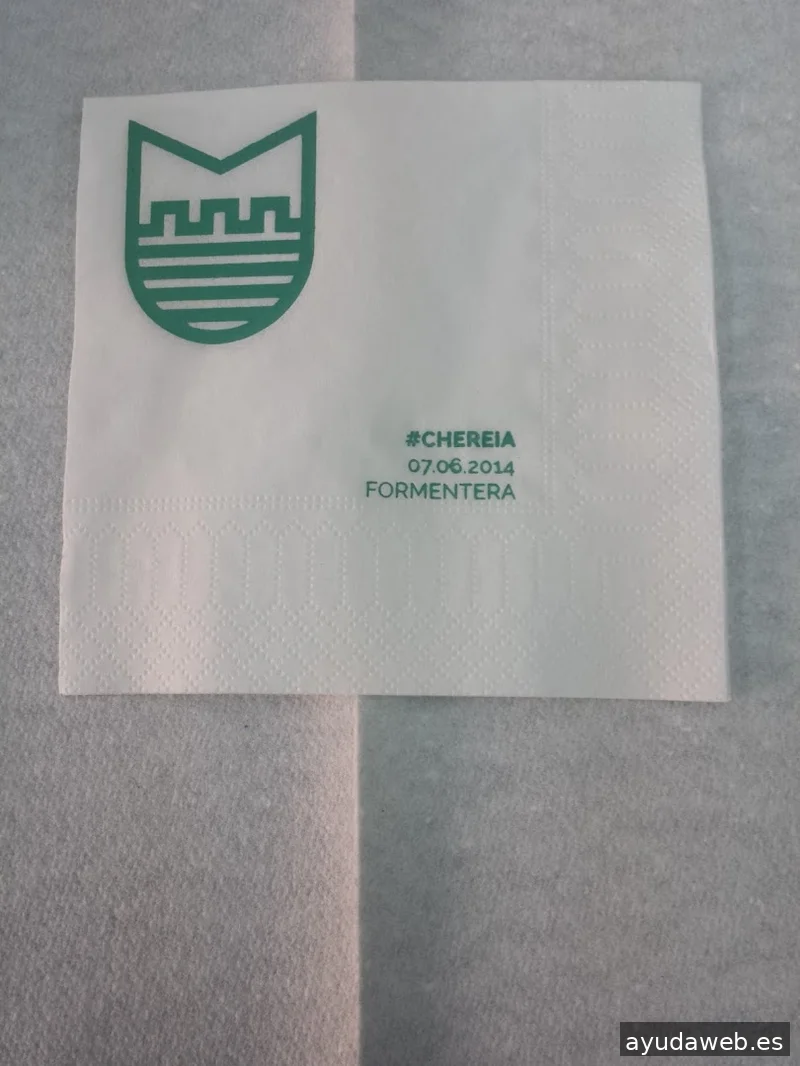 #CHEREIA
07.06.2014
FORMENTERA
ayudaweb.es